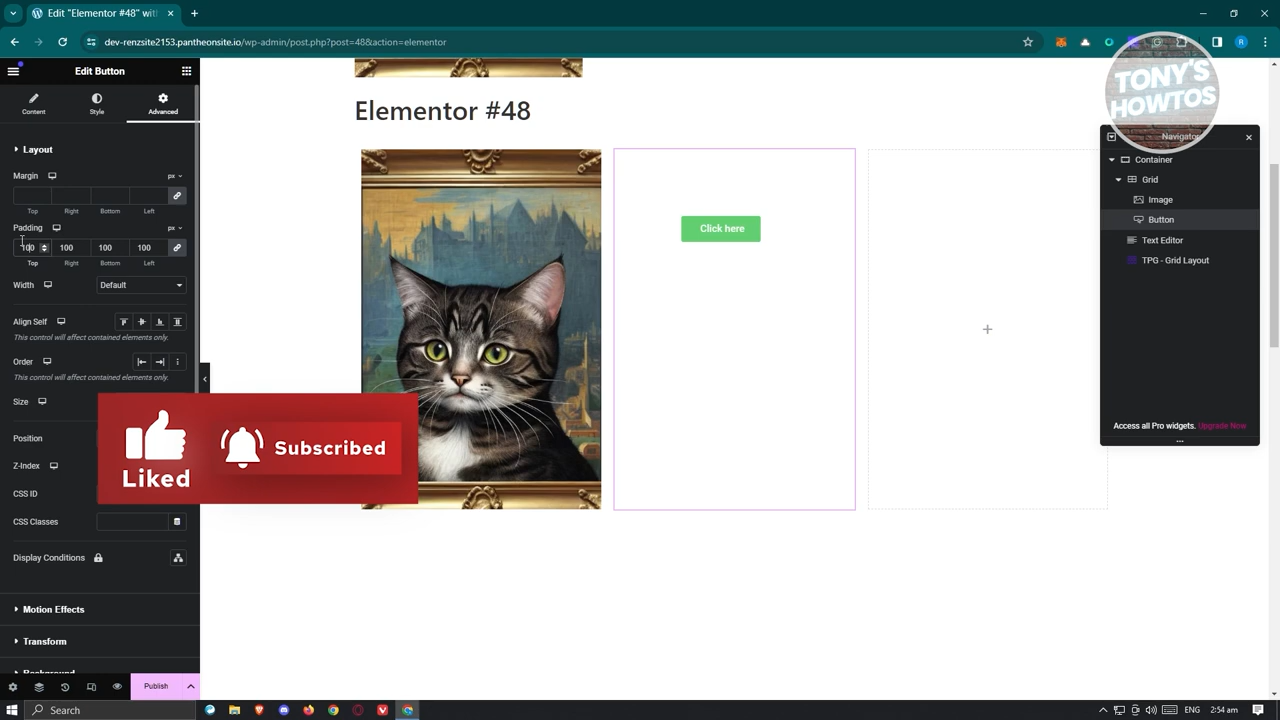 Edit "Elementor #48" wit
dev-renzsite2153.pantheonsite.io/wp-admin/post.php?post=48&action=elementor
R
Edit Button
Content
Style
Advanced
Layout
Margin
px
Top
Right
Bottom
Left
Padding
px
100
100
100
100
Top
Right
Bottom
Left
Width
Default
Align Self
This control will affect contained elements only.
Order
This control will affect contained elements only.
Size
Position
Z-Index
CSS ID
CSS Classes
Display Conditions
Motion Effects
Transform
Publish
Liked
Subscribed
Elementor #48
Click here
TONY'S
HOWTOS
Navigator
Container
Grid
Image
Button
Text Editor
TPG - Grid Layout
Access all Pro widgets. Upgrade Now
Search
ENG
2:54 am